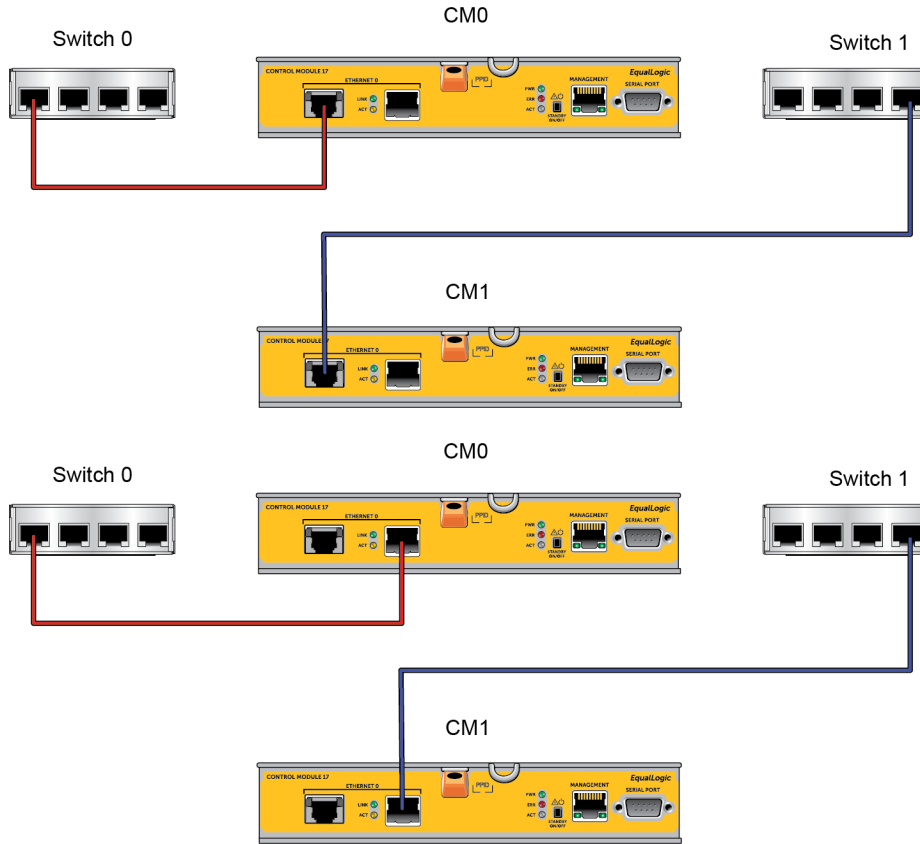 CM0
Switch 0
Switch 1
CONTROL MODULE 17
ETHERNET 0
LINK
ACT
PPID
PWR
ERR
ACT
STANDBY
ON/OFF
MANAGEMENT
EqualLogic
SERIAL PORT
CM1
CONTROL MODULE 17
ETHERNET 0
LINK
ACT
PPID
PWR
ERR
ACT
STANDBY
ON/OFF
MANAGEMENT
EqualLogic
SERIAL PORT
CM0
Switch 0
Switch 1
CONTROL MODULE 17
ETHERNET 0
LINK
ACT
PPID
PWR
ERR
ACT
STANDBY
ON/OFF
MANAGEMENT
EqualLogic
SERIAL PORT
CM1
CONTROL MODULE 17
ETHERNET 0
LINK
ACT
PPID
PWR
ERR
ACT
STANDBY
ON/OFF
MANAGEMENT
EqualLogic
SERIAL PORT